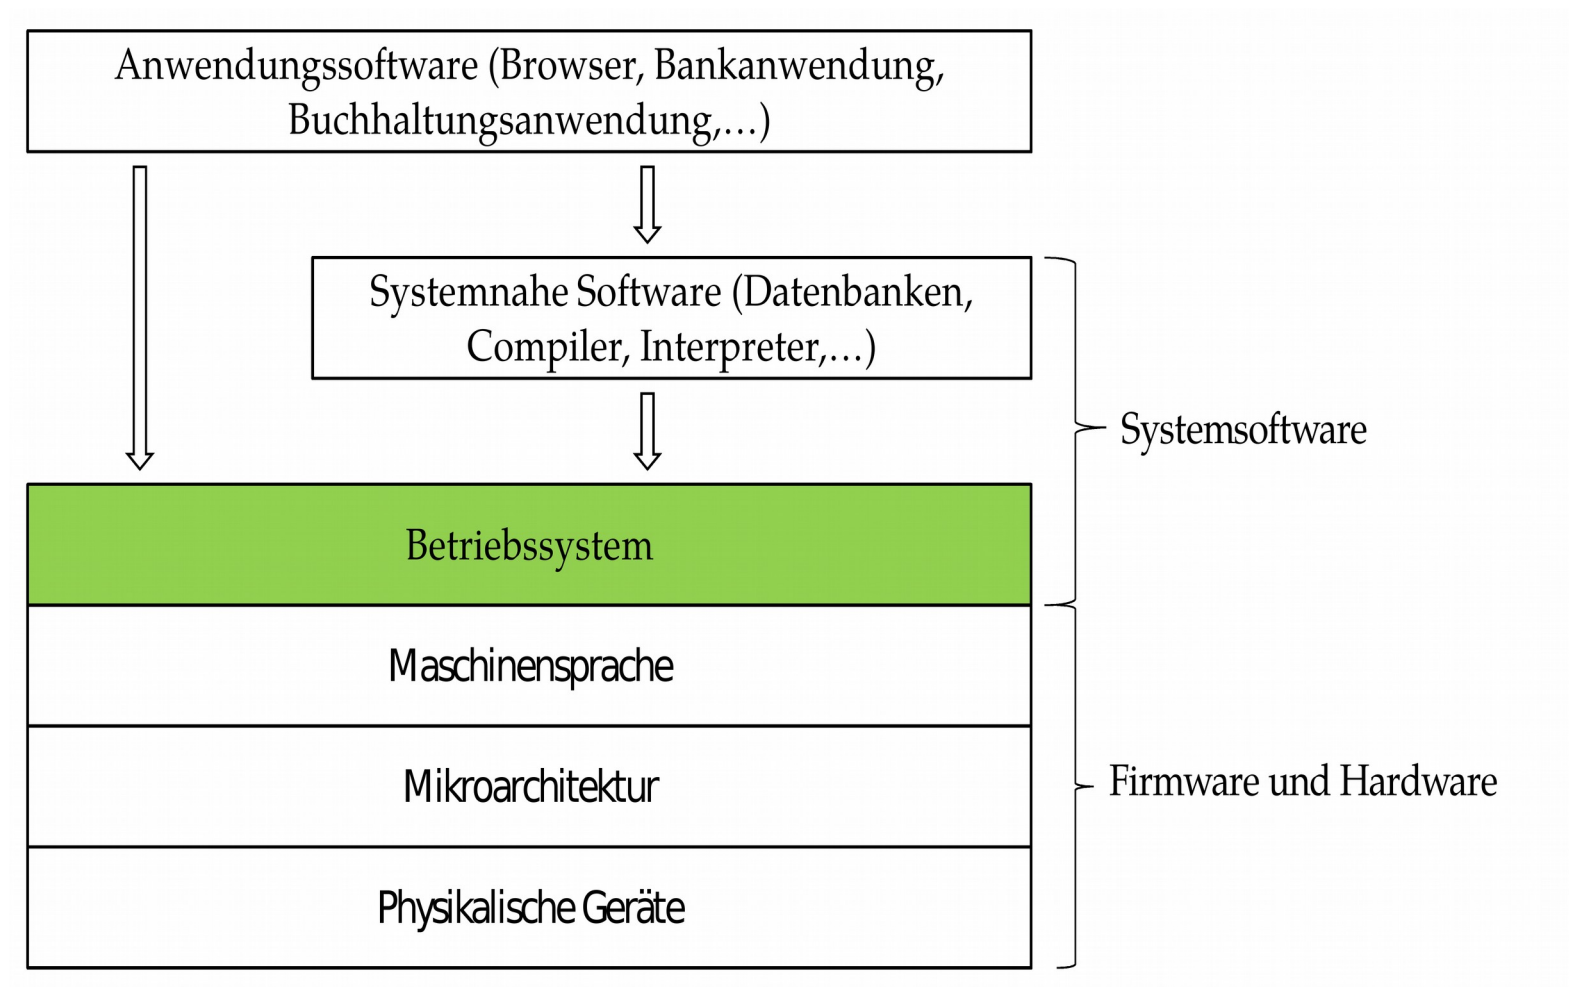 Anwendungssoftware (Browser, Bankanwendung,
Buchhaltungsanwendung,…)
Systemnahe Software (Datenbanken,
Compiler, Interpreter,…)
Systemsoftware
Betriebssystem
Maschinensprache
Mikroarchitektur
Firmware und Hardware
Physikalische Geräte